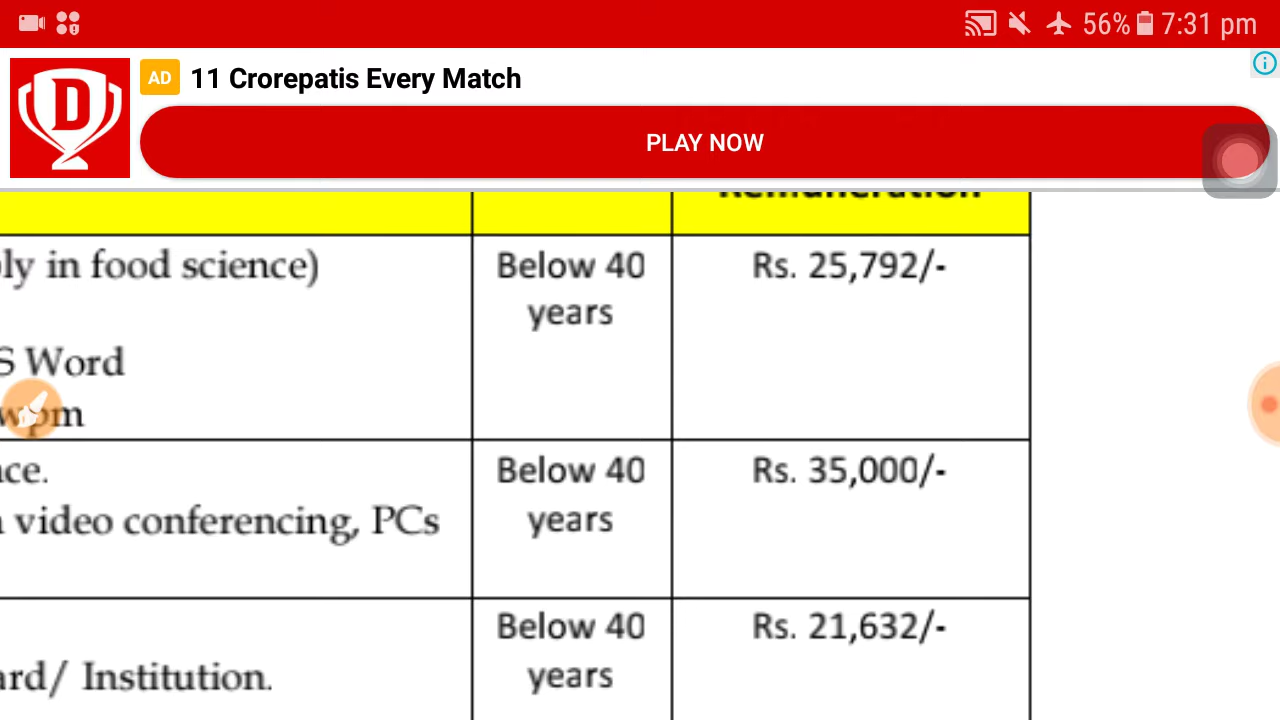 56% 7:31 pm
AD 11 Crorepatis Every Match
D
PLAY NOW
Remuneration
ly in food science) Below 40 Rs. 25,792/-
years
S Word
wpm
ce. Below 40 Rs. 35,000/-
video conferencing, PCs years
Below 40 Rs. 21,632/-
ard/ Institution. years